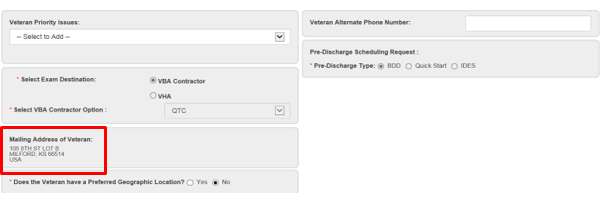 Veteran Priority Issues:
-- Select to Add --
* Select Exam Destination:
VBA Contractor
VHA
* Select VBA Contractor Option :
QTC
Mailing Address of Veteran:
105 8TH ST LOT B
MILFORD, KS 66514
USA
* Does the Veteran have a Preferred Geographic Location? Yes No
Veteran Alternate Phone Number:
Pre-Discharge Scheduling Request :
* Pre-Discharge Type: BDD Quick Start IDES